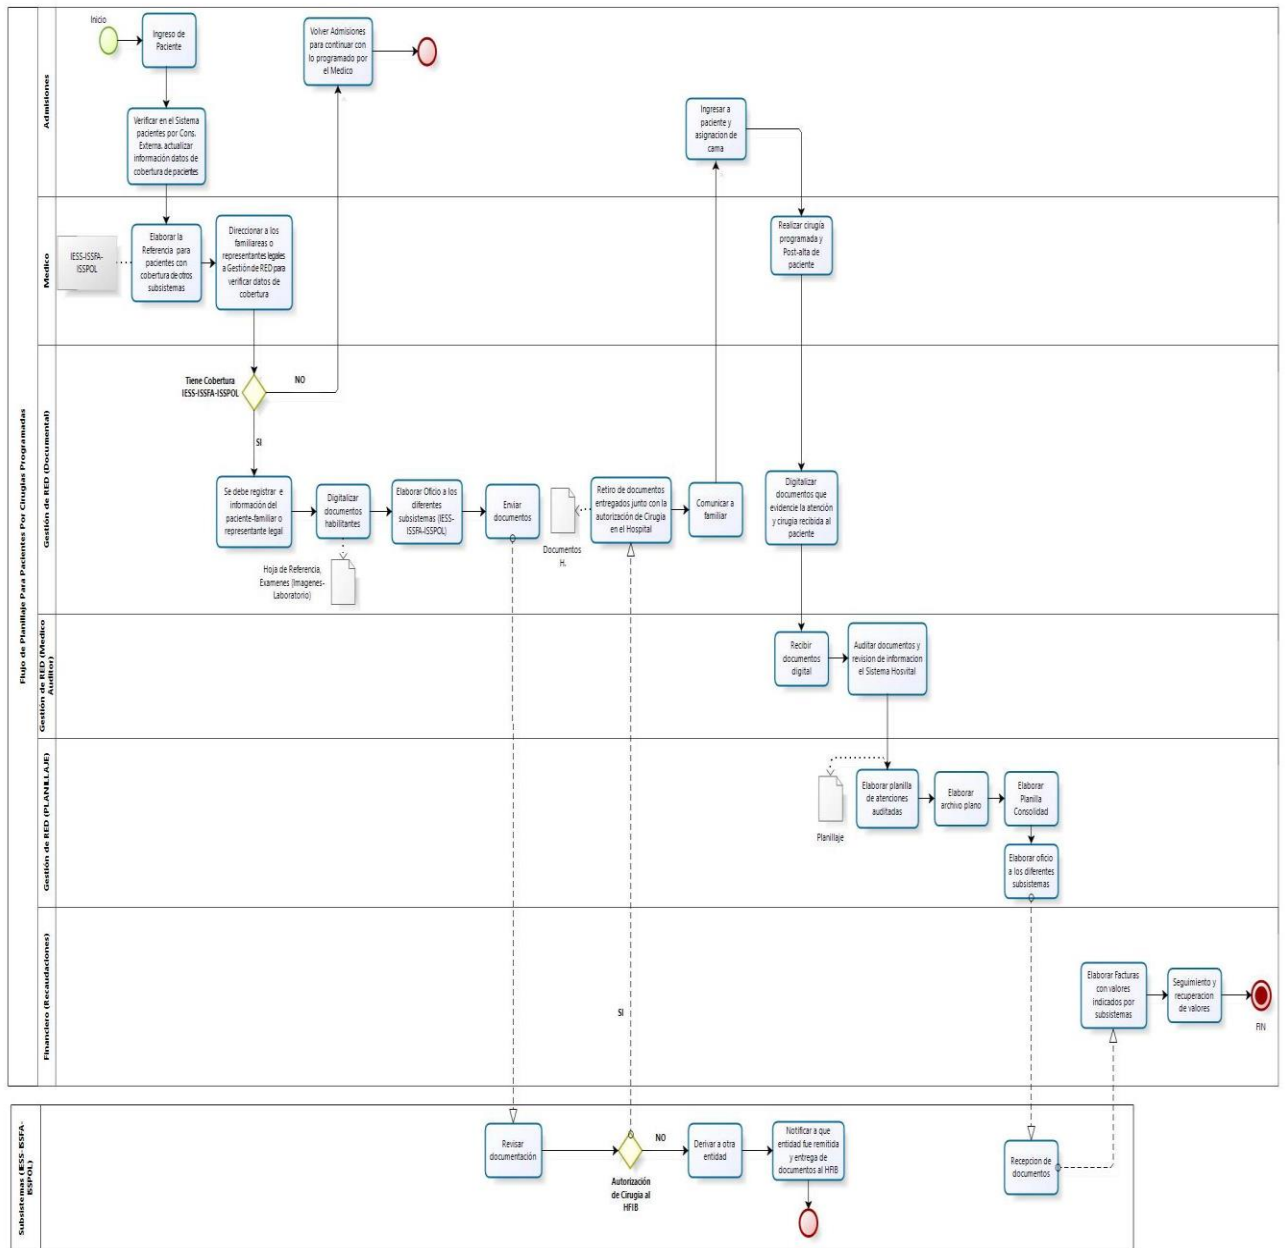 Flujo de Planillaje Para Pacientes Por Cirugias Programadas
Admisiones
Inicio
Ingreso de
Paciente
Volver Admisiones
para continuar con
lo programado por
el Medico
Verificar en el Sistema
pacientes por Cons.
Externa. actualizar
información datos de
cobertura de pacientes
Ingresar a
paciente y
asignacion de
cama
Medico
IESS-ISSFA-
ISSPOL
Elaborar la
Referencia para
pacientes con
cobertura de otros
subsistemas
Direccionar a los
familiareas o
representantes legales
a Gestión de RED para
verificar datos de
cobertura
Realizar cirugía
programada y
Post-alta de
paciente
Gestión de RED (Documental)
Tiene Cobertura
IESS-ISSFA-ISSPOL
NO
SI
Se debe registrar e
información del
paciente-familiar o
representante legal
Digitalizar
documentos
habilitantes
Elaborar Oficio a los
diferentes
subsistemas (IESS-
ISSFA-ISSPOL)
Enviar
documentos
Retiro de documentos
entregados junto con la
autorización de Cirugia
en el Hospital
Comunicar a
familiar
Digitalizar
documentos que
evidencie la atención
y cirugia recibida al
paciente
Hoja de Referencia,
Examenes (Imagenes-
Laboratorio)
Documentos
H.
Gestión de RED (Medico
Auditor)
Recibir
documentos
digital
Auditar documentos y
revision de informacion
el Sistema Hosvital
Gestión de RED (PLANILLAJE)
Planillaje
Elaborar planilla
de atenciones
auditadas
Elaborar
archivo plano
Elaborar
Planilla
Consolidad
Elaborar oficio
a los diferentes
subsistemas
Financiero (Recaudaciones)
SI
Elaborar Facturas
con valores
indicados por
subsistemas
Seguimiento y
recuperacion
de valores
FIN
Subsistemas (IESS-ISSFA-
ISSPOL)
Revisar
documentación
NO
Autorización
de Cirugia al
HFIB
Derivar a otra
entidad
Notificar a que
entidad fue remitida
y entrega de
documentos al HFIB
Recepcion de
documentos